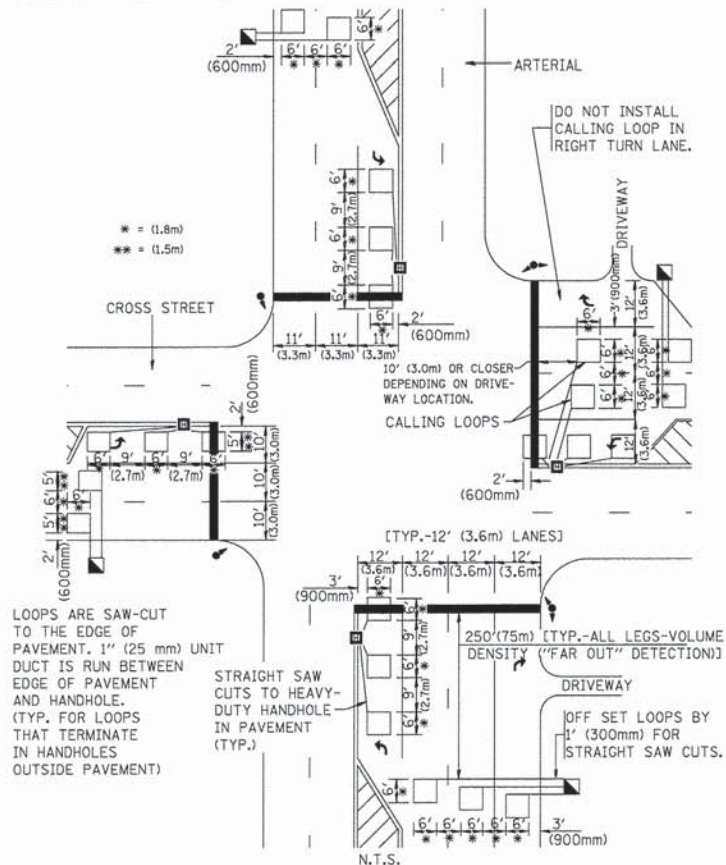 2'
(600mm)
6' 6' 6'
* * *
6' *
ARTERIAL
DO NOT INSTALL
CALLING LOOP IN
RIGHT TURN LANE.
DRIVEWAY
* = (1.8m)
** = (1.5m)
CROSS STREET
6' *
9' (2.7m)
6' *
9' (2.7m)
6' *
6'
*
2'
(600mm)
11' 11' 11'
(3.3m) (3.3m) (3.3m)
3' (900mm)
12' (3.6m)
6'
*
10' (3.0m) OR CLOSER
DEPENDING ON DRIVE-
WAY LOCATION.
CALLING LOOPS
6' *
6' *
6' *
12' (3.6m)
12' (3.6m)
12' (3.6m)
6' *
6' *
6' *
2'
(600mm)
2'
(600mm)
5' **
10' (3.0m)
10' (3.0m)
10' (3.0m)
6' 9' 6' 9' 6'
* (2.7m) * (2.7m) *
5' **
6' *
5' **
6'
*
2'
(600mm)
[TYP.-12' (3.6m) LANES]
12' 12' 12' 12'
(3.6m) (3.6m) (3.6m) (3.6m)
3'
(900mm)
6'
*
6' *
9' (2.7m)
6' *
9' (2.7m)
6' *
LOOPS ARE SAW-CUT
TO THE EDGE OF
PAVEMENT. 1" (25 mm) UNIT
DUCT IS RUN BETWEEN
EDGE OF PAVEMENT
AND HANDHOLE.
(TYP. FOR LOOPS
THAT TERMINATE
IN HANDHOLES
OUTSIDE PAVEMENT)
STRAIGHT SAW
CUTS TO HEAVY-
DUTY HANDHOLE
IN PAVEMENT
(TYP.)
250'(75m) [TYP.-ALL LEGS-VOLUME
DENSITY ("FAR OUT" DETECTION)]
DRIVEWAY
OFF SET LOOPS BY
1' (300mm) FOR
STRAIGHT SAW CUTS.
6' *
6' 6' 6' 6' 6'
* * * * *
3'
(900mm)
N.T.S.